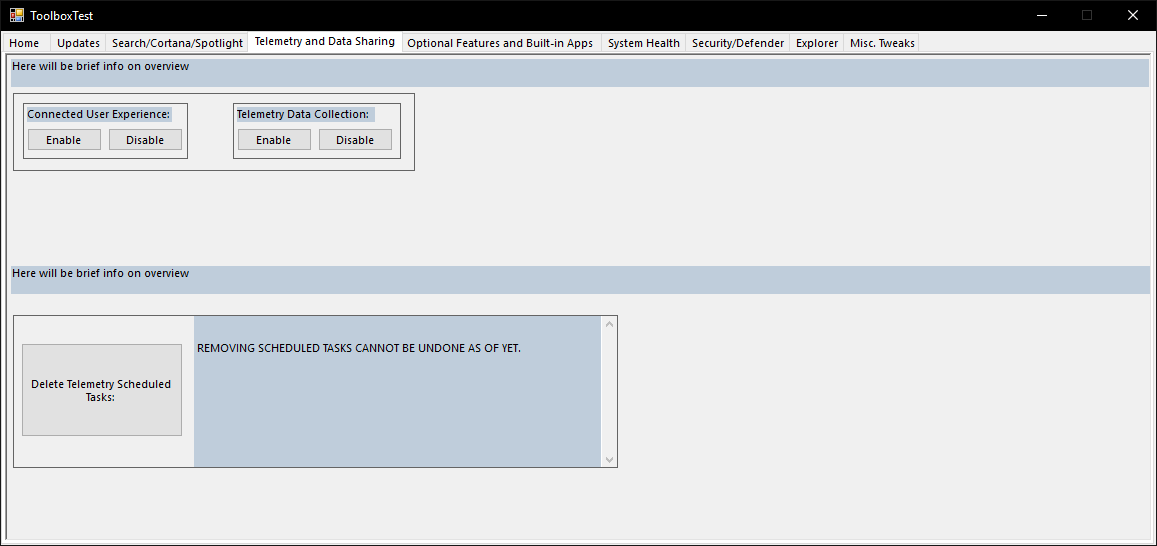 ToolboxTest
Home Updates Search/Cortana/Spotlight Telemetry and Data Sharing Optional Features and Built-in Apps System Health Security/Defender Explorer Misc. Tweaks
Here will be brief info on overview
Connected User Experience: Telemetry Data Collection:
Enable Disable Enable Disable
Here will be brief info on overview
REMOVING SCHEDULED TASKS CANNOT BE UNDONE AS OF YET.
Delete Telemetry Scheduled
Tasks: